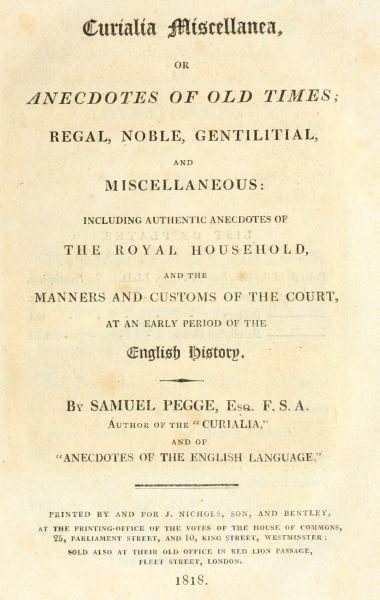 Curialia Miscellanea,
OR
ANECDOTES OF OLD TIMES;
REGAL, NOBLE, GENTILITIAL,
AND
MISCELLANEOUS:
INCLUDING AUTHENTIC ANECDOTES OF
THE ROYAL HOUSEHOLD,
AND THE
MANNERS AND CUSTOMS OF THE COURT,
AT AN EARLY PERIOD OF THE
English History.
BY SAMUEL PEGGE, ESQ. F. S. A.
AUTHOR OF THE "CURIALIA,"
AND OF
"ANECDOTES OF THE ENGLISH LANGUAGE."
PRINTED BY AND FOR J. NICHOLS, SON, AND BENTLEY,
AT THE PRINTING-OFFICE OF THE VOTES OF THE HOUSE OF COMMONS,
25, PARLIAMENT STREET, AND 10, KING STREET, WESTMINSTER:
SOLD ALSO AT THEIR OLD OFFICE IN RED LION PASSAGE,
FLEET STREET, LONDON.
1818.